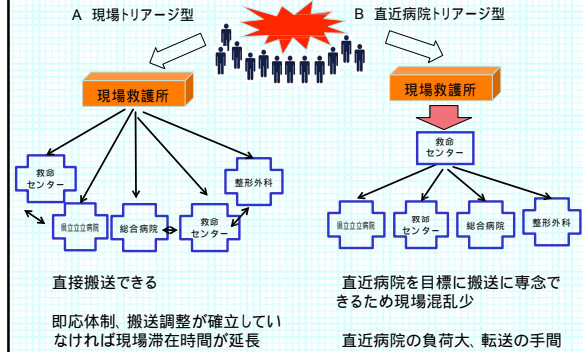 A 現場トリアージ型
B 直近病院トリアージ型
現場救護所
救命
センター
県立立立病院
総合病院
救命
センター
整形外科
直接搬送できる
即応体制、搬送調整が確立してい
なければ現場滞在時間が延長
現場救護所
救命
センター
県立立立病院
救命
センター
総合病院
整形外科
直近病院を目標に搬送に専念で
きるため現場混乱少
直近病院の負荷大、転送の手間